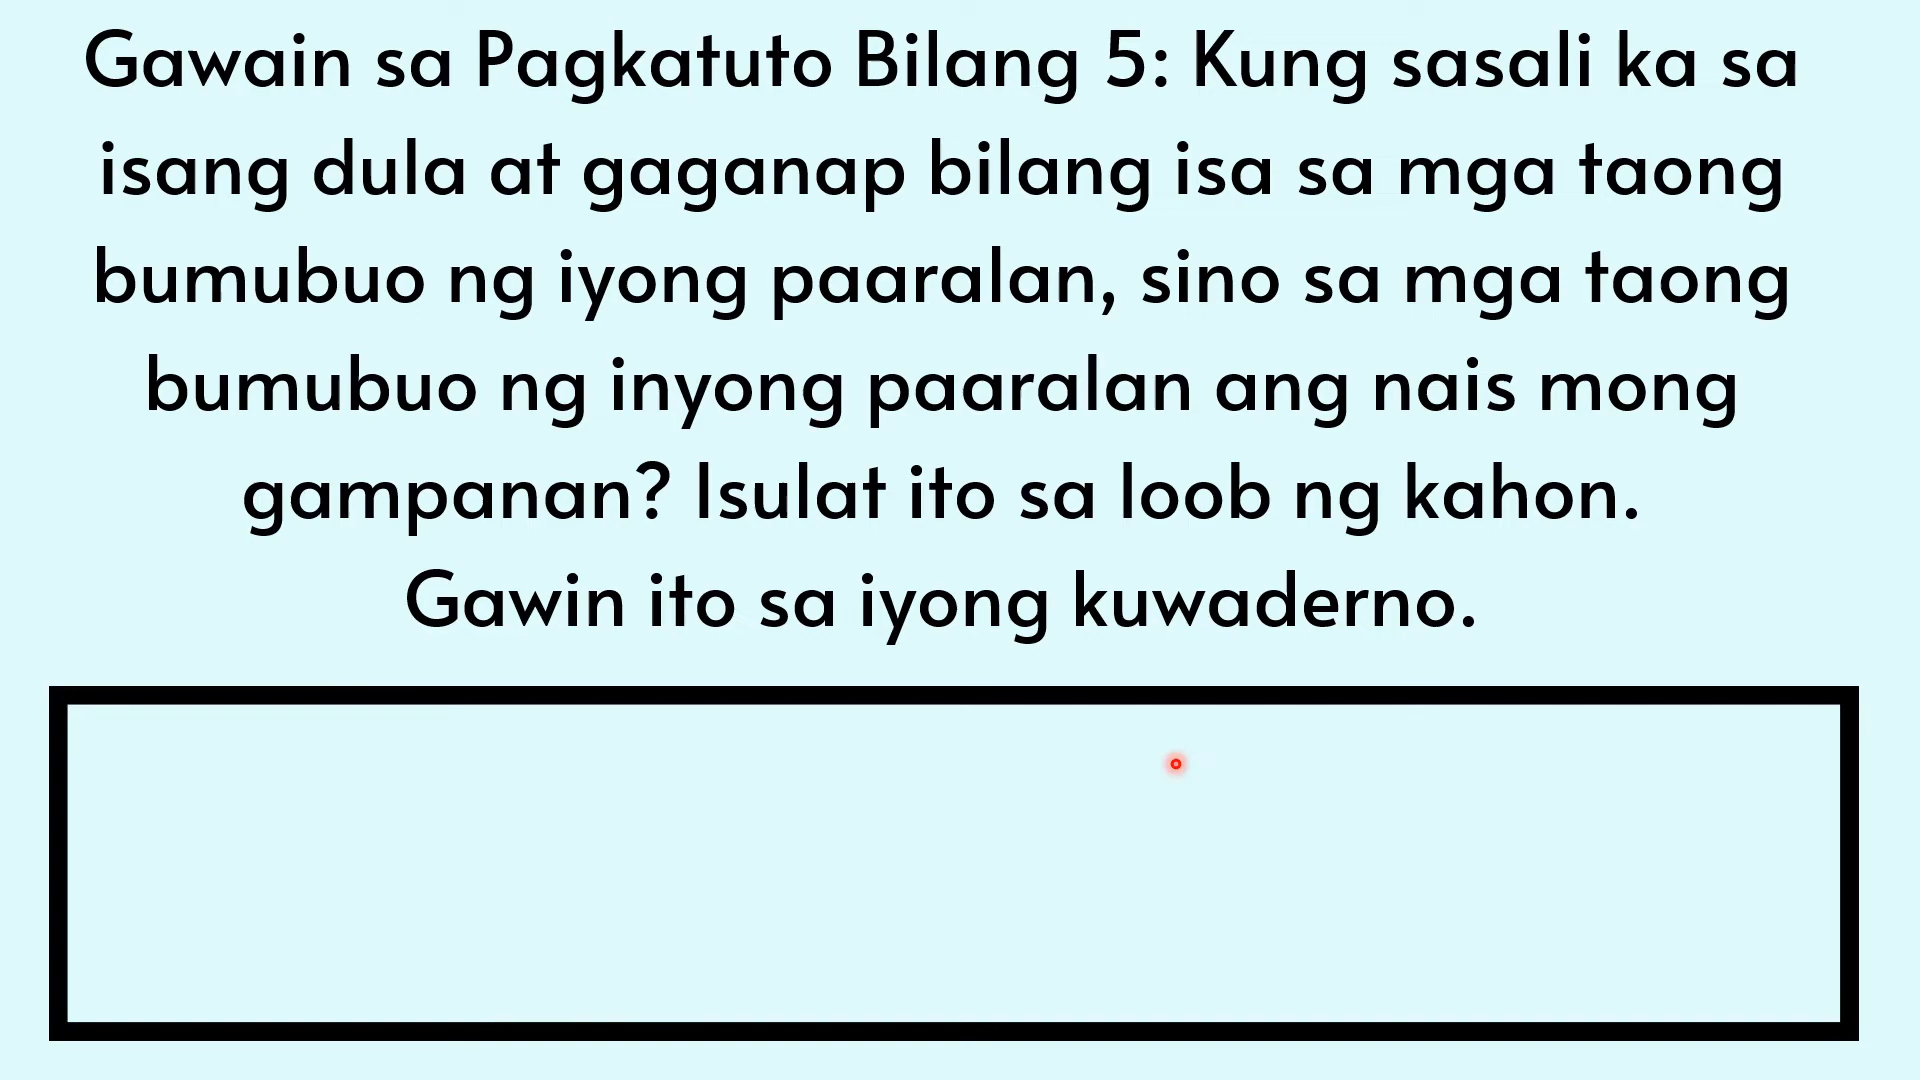 Gawain sa Pagkatuto Bilang 5: Kung sasali ka sa
isang dula at gaganap bilang isa sa mga taong
bumubuo ng iyong paaralan, sino sa mga taong
bumubuo ng inyong paaralan ang nais mong
gampanan? Isulat ito sa loob ng kahon.
Gawin ito sa iyong kuwaderno.